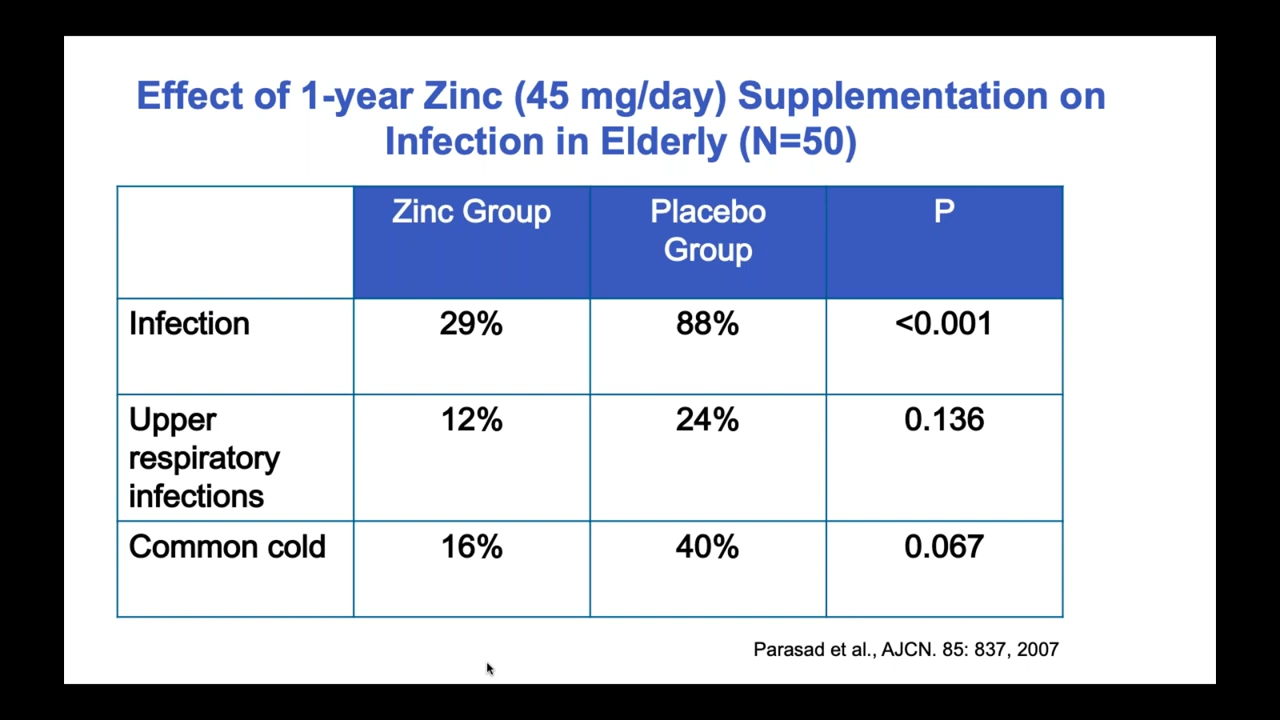 Effect of 1-year Zinc (45 mg/day) Supplementation on
Infection in Elderly (N=50)
Zinc Group
Placebo
Group
P
Infection
29%
88%
<0.001
Upper
respiratory
infections
12%
24%
0.136
Common cold
16%
40%
0.067
Parasad et al., AJCN. 85: 837, 2007